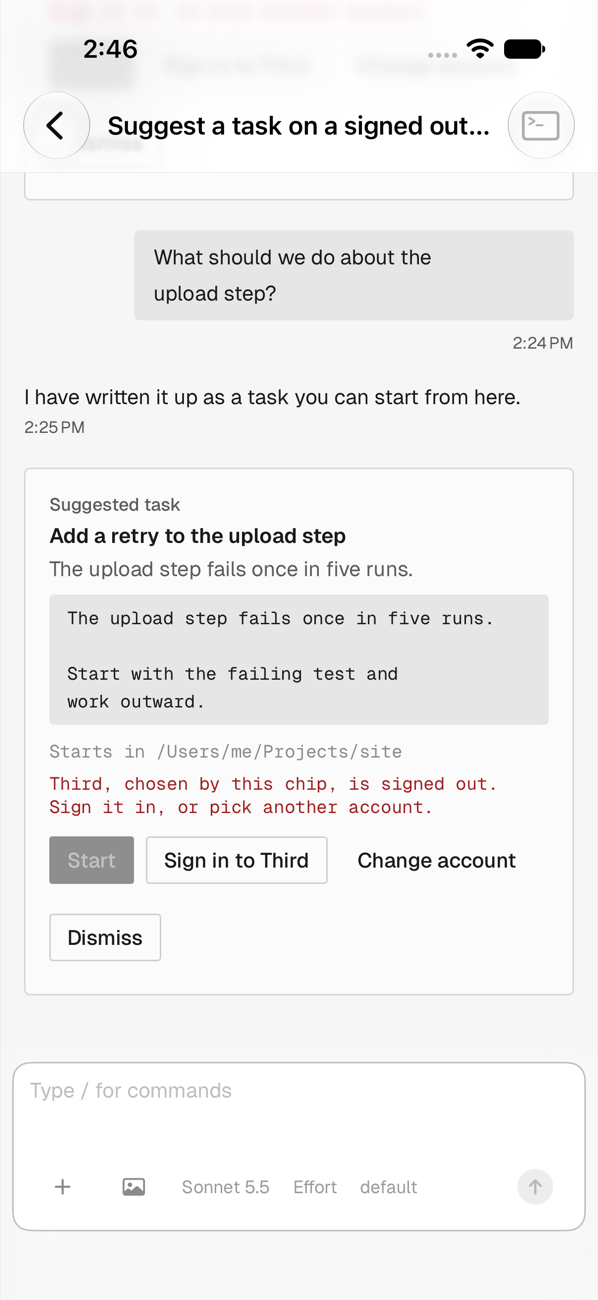 2:46
Suggest a task on a signed out...
What should we do about the
upload step?
2:24 PM
I have written it up as a task you can start from here.
2:25 PM
Suggested task
Add a retry to the upload step
The upload step fails once in five runs.
The upload step fails once in five runs.
Start with the failing test and
work outward.
Starts in /Users/me/Projects/site
Third, chosen by this chip, is signed out.
Sign it in, or pick another account.
Start
Sign in to Third
Change account
Dismiss
Type / for commands
Sonnet 5.5
Effort
default